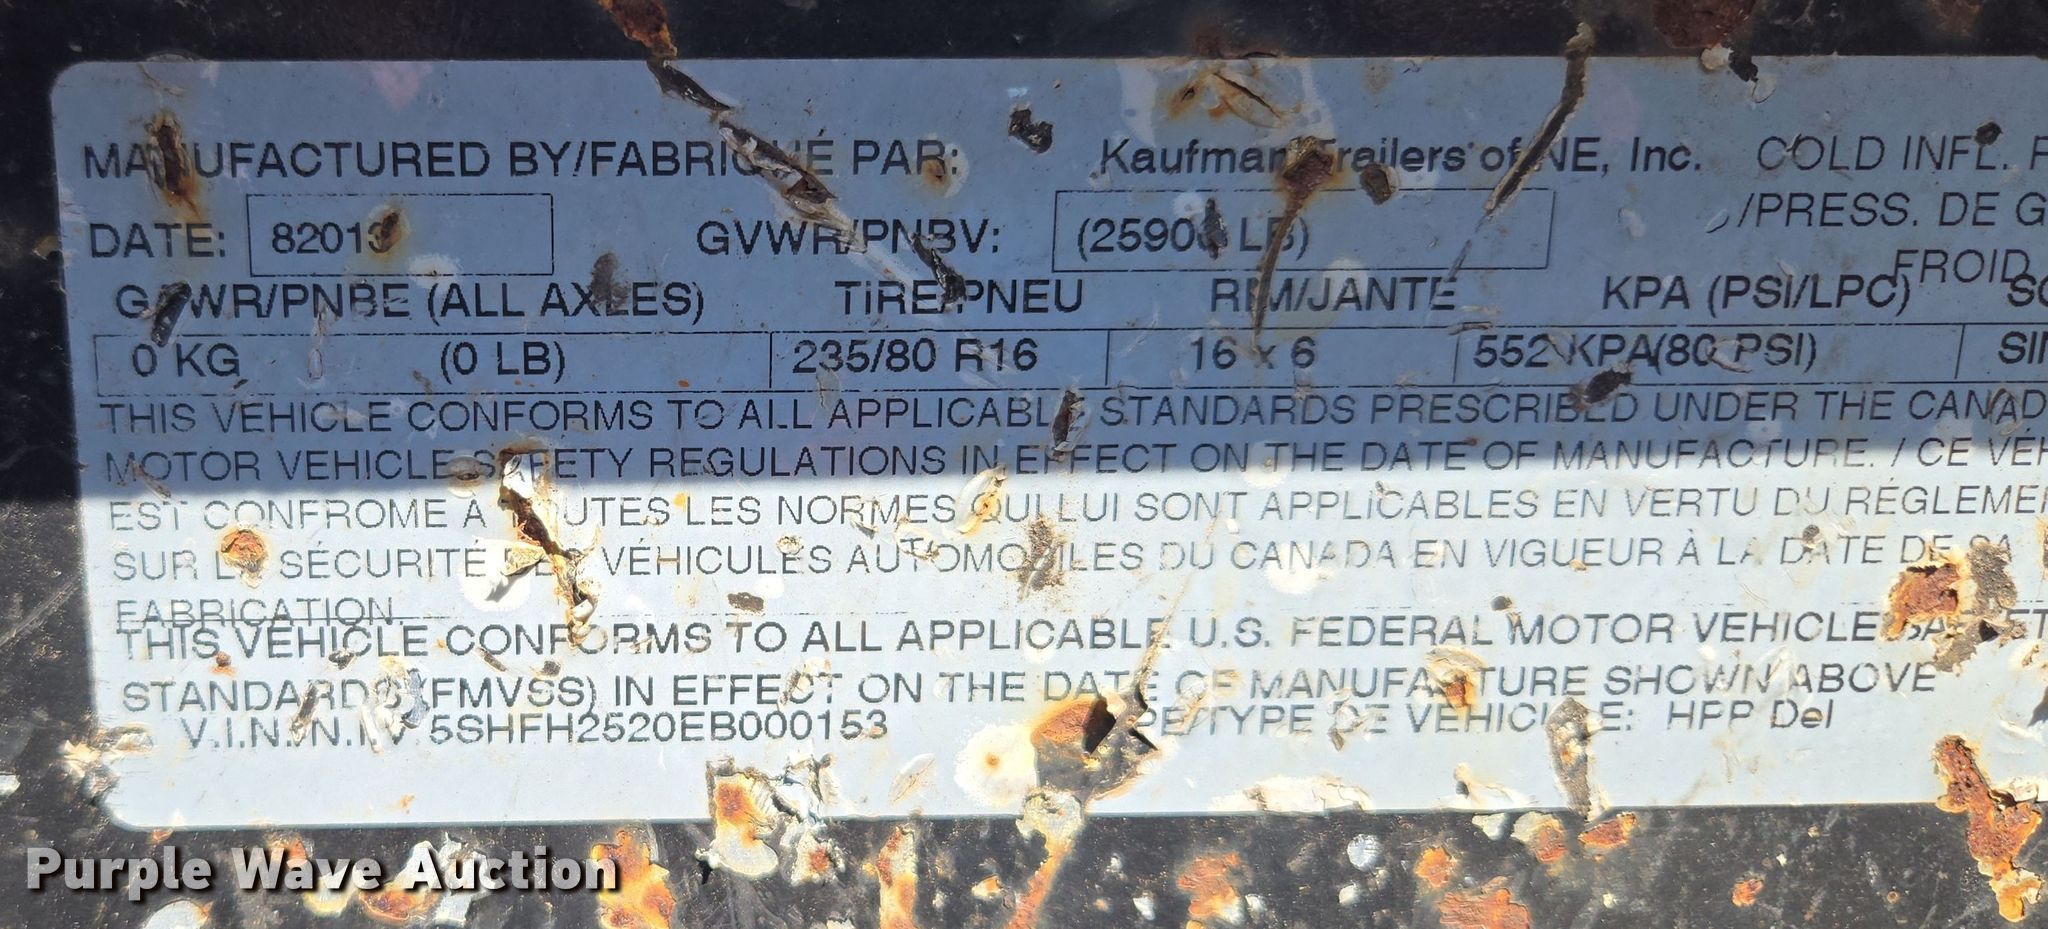 MANUFACTURED BY/FABRIQUÉ PAR: Kaufman Trailers of NE, Inc. COLD INFL.
DATE: 82013 GVWR/PNBV: (25900 LB) /PRESS. DE
FROID
GAWR/PNBE (ALL AXLES) TIRE/PNEU RIM/JANTE KPA (PSI/LPC)
0 KG (0 LB) 235/80 R16 16 x 6 552 KPA(80 PSI)
THIS VEHICLE CONFORMS TO ALL APPLICABLE STANDARDS PRESCRIBED UNDER THE CANAD
MOTOR VEHICLE SAFETY REGULATIONS IN EFFECT ON THE DATE OF MANUFACTURE. / CE VÉH
EST CONFROME À TOUTES LES NORMES QUI LUI SONT APPLICABLES EN VERTU DU RÉGLEME
SUR LA SÉCURITÉ DES VÉHICULES AUTOMOBILES DU CANADA EN VIGUEUR À LA DATE DE SA
FABRICATION.
THIS VEHICLE CONFORMS TO ALL APPLICABLE U.S. FEDERAL MOTOR VEHICLE SAFET
STANDARDS (FMVSS) IN EFFECT ON THE DATE OF MANUFACTURE SHOWN ABOVE
V.I.N./N.I.V 5SHFH2520EB000153 PE/TYPE DE VEHICULE: Del
Purple Wave Auction